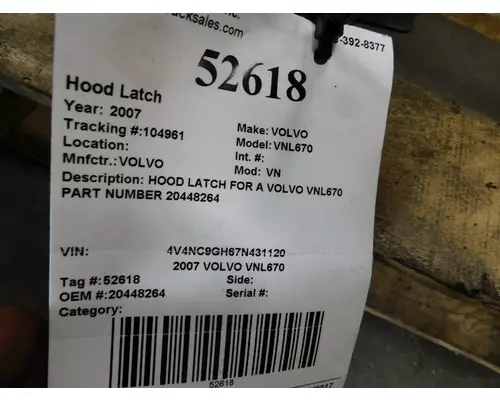 Inc.
-392-8377
52618
Hood Latch
Year: 2007
Make: VOLVO
Tracking #:104961
Model: VNL670
Location:
Int. #:
Mnfctr.: VOLVO
Mod: VN
Description: HOOD LATCH FOR A VOLVO VNL670
PART NUMBER 20448264
VIN: 4V4NC9GH67N431120
2007 VOLVO VNL670
Tag #:52618
Side:
OEM #:20448264
Serial #:
Category:
52618